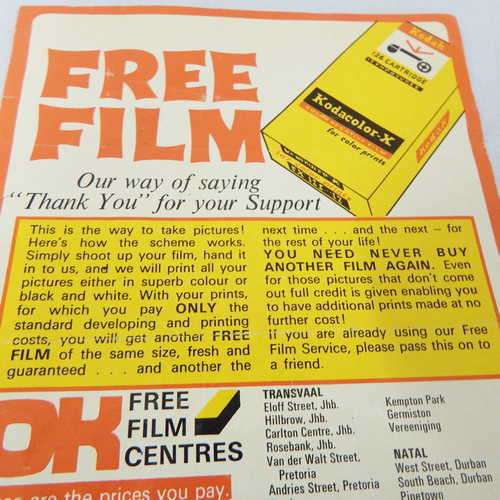 FREE
FILM
Our way of saying
"Thank You" for your Support
Kodak
126 CARTRIDGE
Kodacolor-X
for color prints
Kodak
This is the way to take pictures!
Here's how the scheme works.
Simply shoot up your film, hand it
in to us, and we will print all your
pictures either in superb colour or
black and white. With your prints,
for which you pay ONLY the
standard developing and printing
costs, you will get another FREE
FILM of the same size, fresh and
guaranteed . . . and another the
next time . . . and the next – for
the rest of your life!
YOU NEED NEVER BUY
ANOTHER FILM AGAIN. Even
for those pictures that don't come
out full credit is given enabling you
to have additional prints made at no
further cost!
If you are already using our Free
Film Service, please pass this on to
a friend.
OK
FREE
FILM
CENTRES
are the prices you pay.
TRANSVAAL
Eloff Street, Jhb.
Hillbrow, Jhb.
Carlton Centre, Jhb.
Rosebank, Jhb.
Van der Walt Street,
Pretoria
Andries Street, Pretoria
Kempton Park
Germiston
Vereeniging
NATAL
West Street, Durban
South Beach, Durban
Pinetown